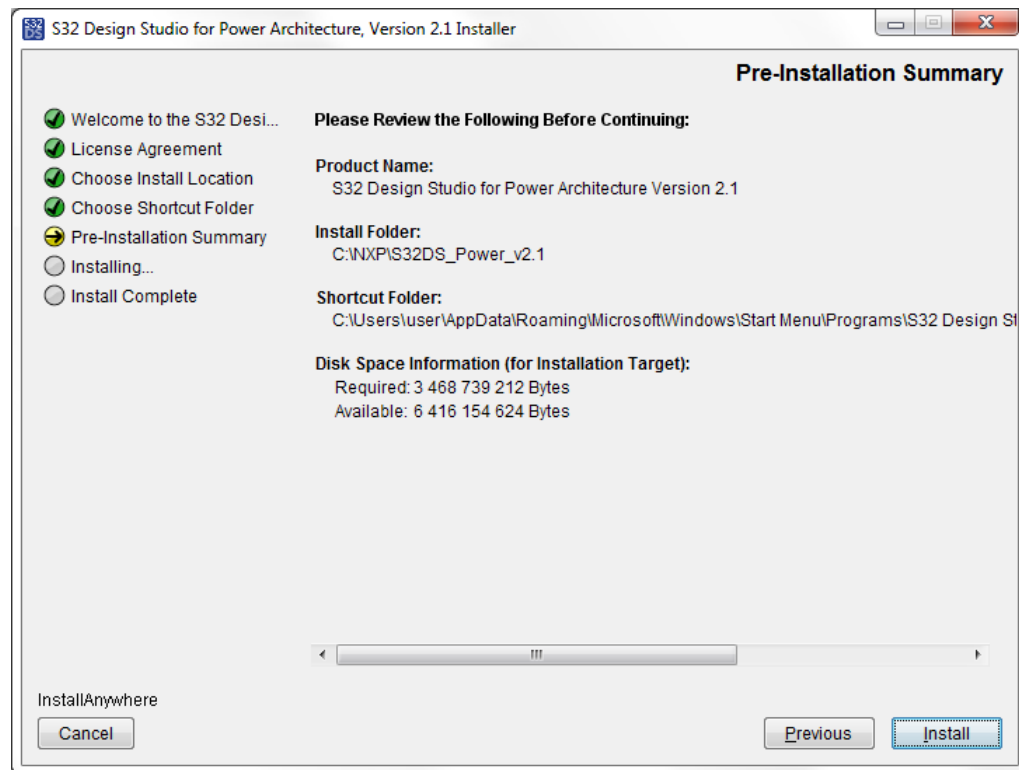 S32 DS
S32 Design Studio for Power Architecture, Version 2.1 Installer
Pre-Installation Summary
Welcome to the S32 Desi...
License Agreement
Choose Install Location
Choose Shortcut Folder
Pre-Installation Summary
Installing...
Install Complete
Please Review the Following Before Continuing:
Product Name:
S32 Design Studio for Power Architecture Version 2.1
Install Folder:
C:\NXP\S32DS_Power_v2.1
Shortcut Folder:
C:\Users\user\AppData\Roaming\Microsoft\Windows\Start Menu\Programs\S32 Design St
Disk Space Information (for Installation Target):
Required: 3 468 739 212 Bytes
Available: 6 416 154 624 Bytes
InstallAnywhere
Cancel
Previous
Install